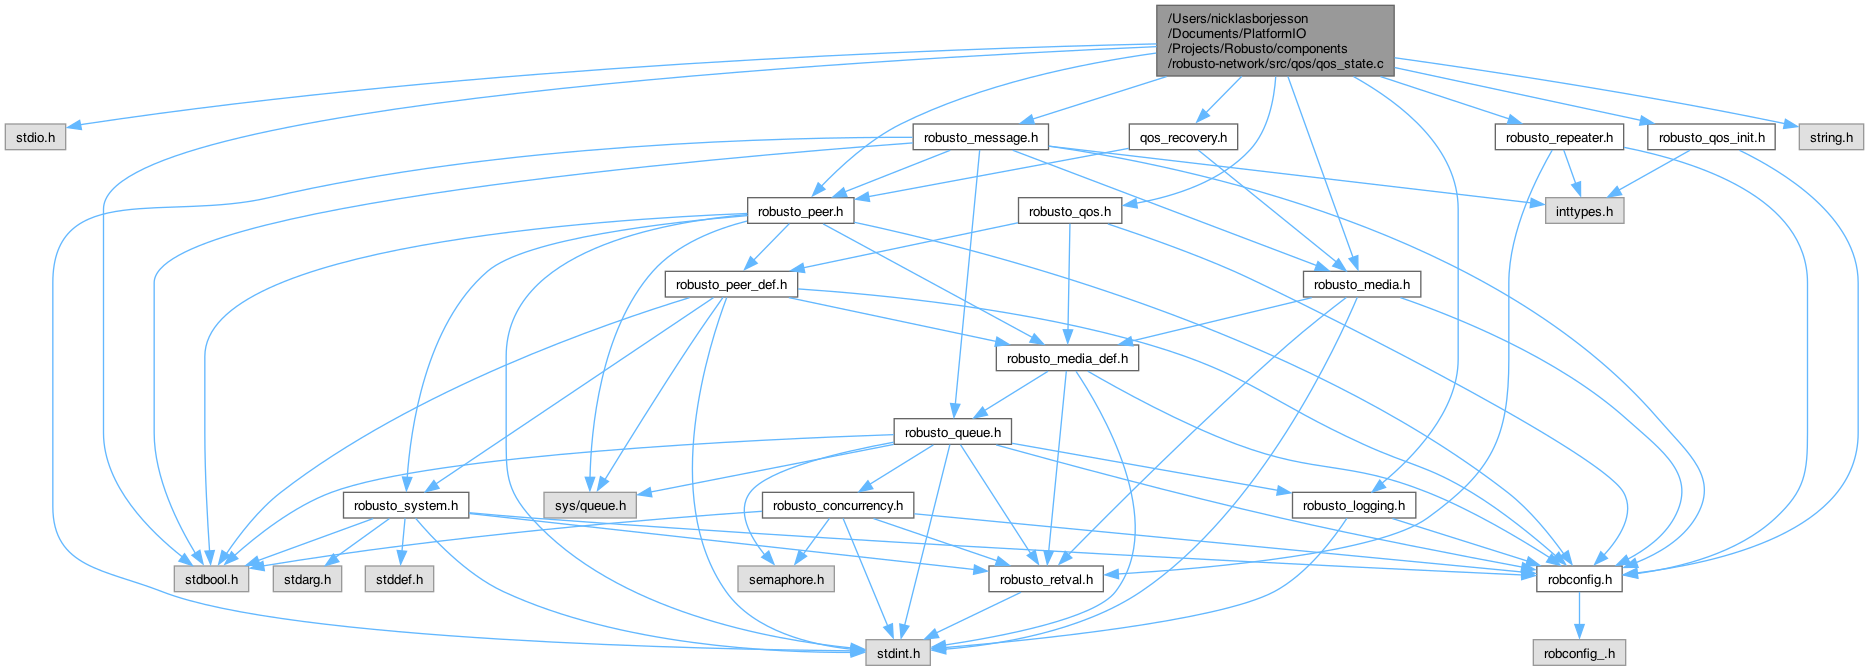 /Users/nicklasborjesson
/Documents/PlatformIO
/Projects/Robusto/components
/robusto-network/src/qos/qos_state.c
stdio.h
robusto_message.h
qos_recovery.h
robusto_repeater.h
robusto_qos_init.h
string.h
robusto_peer.h
robusto_qos.h
inttypes.h
robusto_peer_def.h
robusto_media.h
robusto_media_def.h
robusto_queue.h
robusto_system.h
sys/queue.h
robusto_concurrency.h
robusto_logging.h
stdbool.h
stdarg.h
stddef.h
semaphore.h
robusto_retval.h
robconfig.h
stdint.h
robconfig_.h